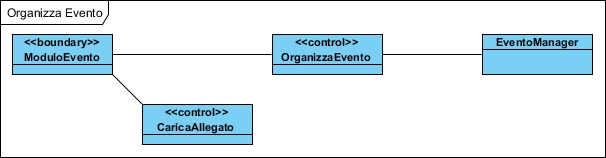 Organizza Evento
<<boundary>>
ModuloEvento
<<control>>
OrganizzaEvento
EventoManager
<<control>>
CaricaAllegato